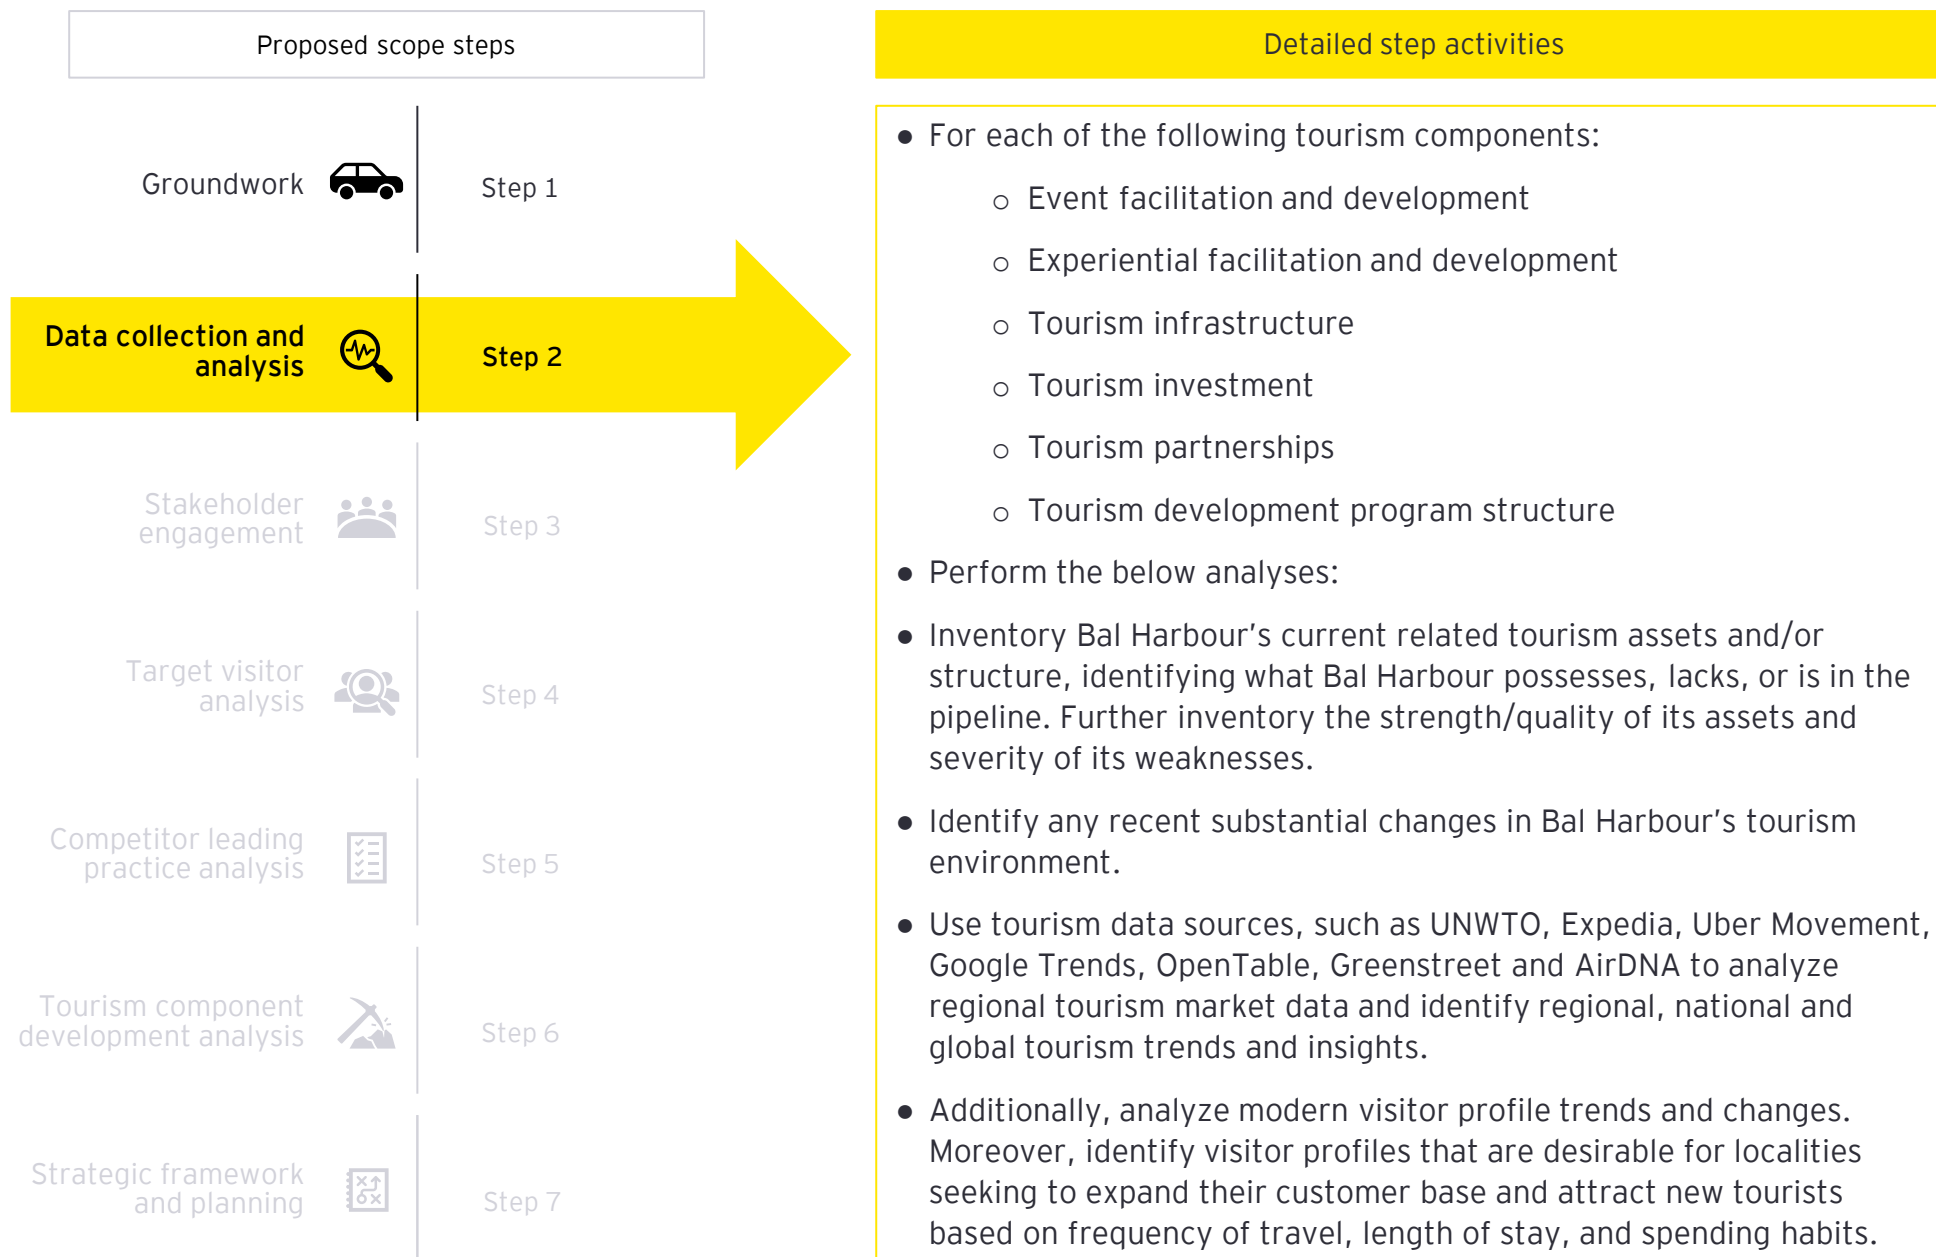 Proposed scope steps
Groundwork
Step 1
Data collection and
analysis
Step 2
Stakeholder
engagement
Step 3
Target visitor
analysis
Step 4
Competitor leading
practice analysis
Step 5
Tourism component
development analysis
Step 6
Strategic framework
and planning
Step 7
Detailed step activities
● For each of the following tourism components:
○ Event facilitation and development
○ Experiential facilitation and development
○ Tourism infrastructure
○ Tourism investment
○ Tourism partnerships
○ Tourism development program structure
● Perform the below analyses:
● Inventory Bal Harbour’s current related tourism assets and/or
structure, identifying what Bal Harbour possesses, lacks, or is in the
pipeline. Further inventory the strength/quality of its assets and
severity of its weaknesses.
● Identify any recent substantial changes in Bal Harbour’s tourism
environment.
● Use tourism data sources, such as UNWTO, Expedia, Uber Movement,
Google Trends, OpenTable, Greenstreet and AirDNA to analyze
regional tourism market data and identify regional, national and
global tourism trends and insights.
● Additionally, analyze modern visitor profile trends and changes.
Moreover, identify visitor profiles that are desirable for localities
seeking to expand their customer base and attract new tourists
based on frequency of travel, length of stay, and spending habits.